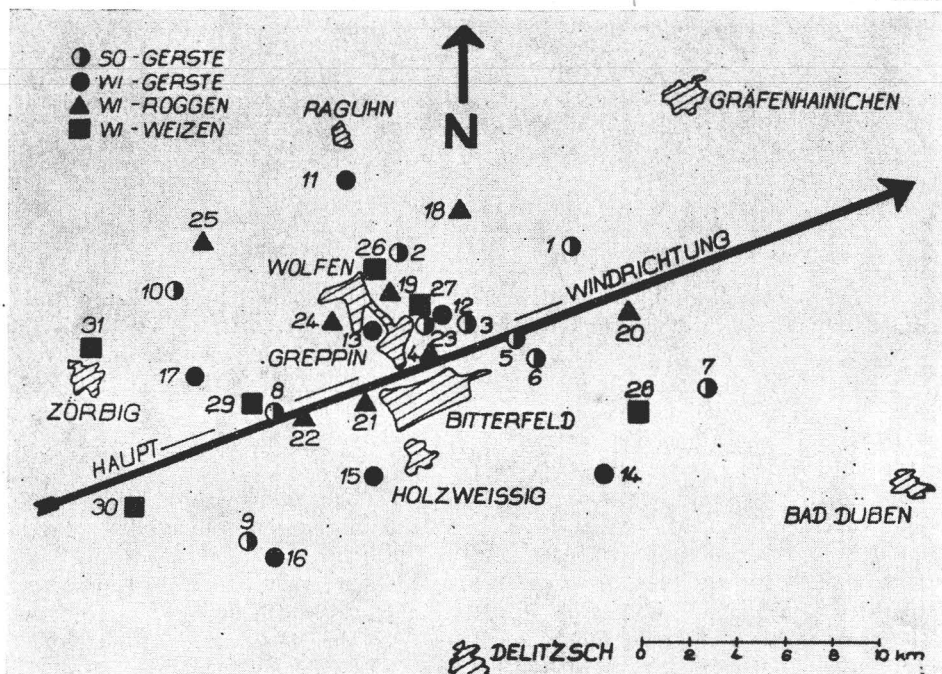 SO-GERSTE
WI-GERSTE
WI-ROGGEN
WI-WEIZEN
RAGUHN
N
GRÄFENHAINICHEN
11
18
25
1
26
2
WOLFEN
WINDRICHTUNG
10
19
27
12
31
24
3
20
13
4
23
GREPPIN
5
6
17
7
8
ZÖRBIG
29
28
21
BITTERFELD
22
HAUPT
15
14
HOLZWEISSIG
30
BAD DUBEN
9
16
DELITZSCH
0 2 4 6 8 10 km